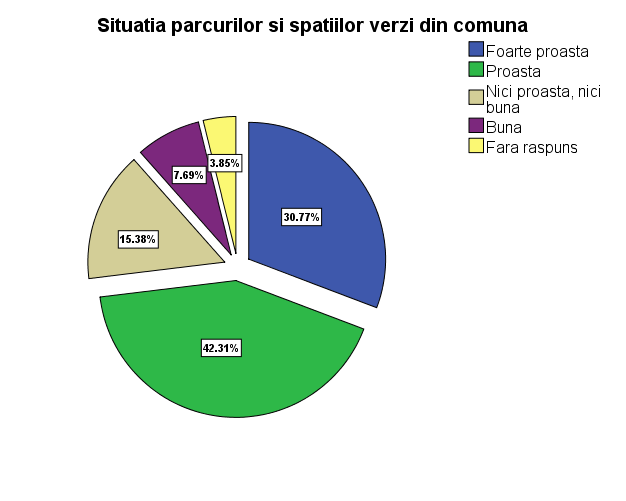 Situatia parcurilor si spatiilor verzi din comuna
Foarte proasta
Proasta
Nici proasta, nici
buna
Buna
Fara raspuns
3.85%
7.69%
30.77%
15.38%
42.31%